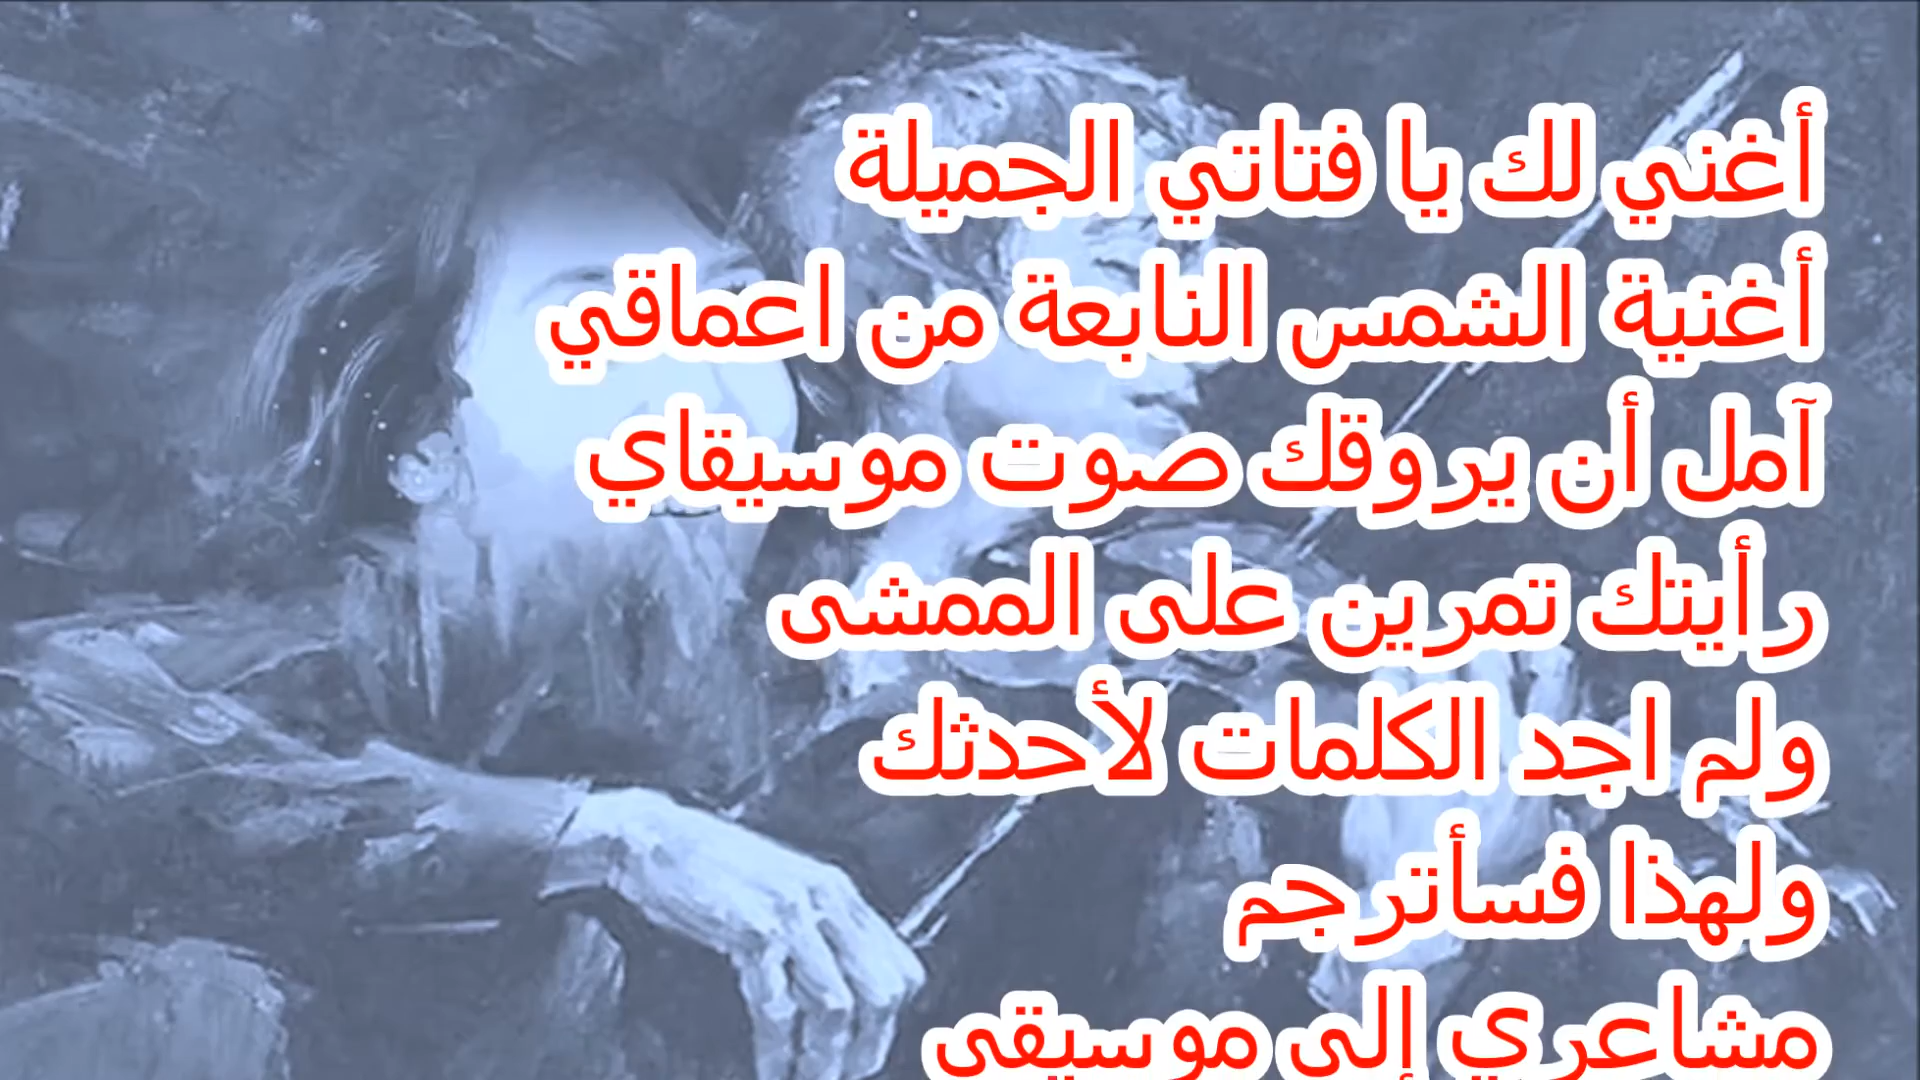 أغني لك يا فتاتي الجميلة
أغنية الشمس النابعة من اعماقي
آمل أن يروقك صوت موسيقاي
رأيتك تمرين على الممشى
ولم اجد الكلمات لأحدثك
ولهذا فسأترجم
مشاعري إلى موسيقى